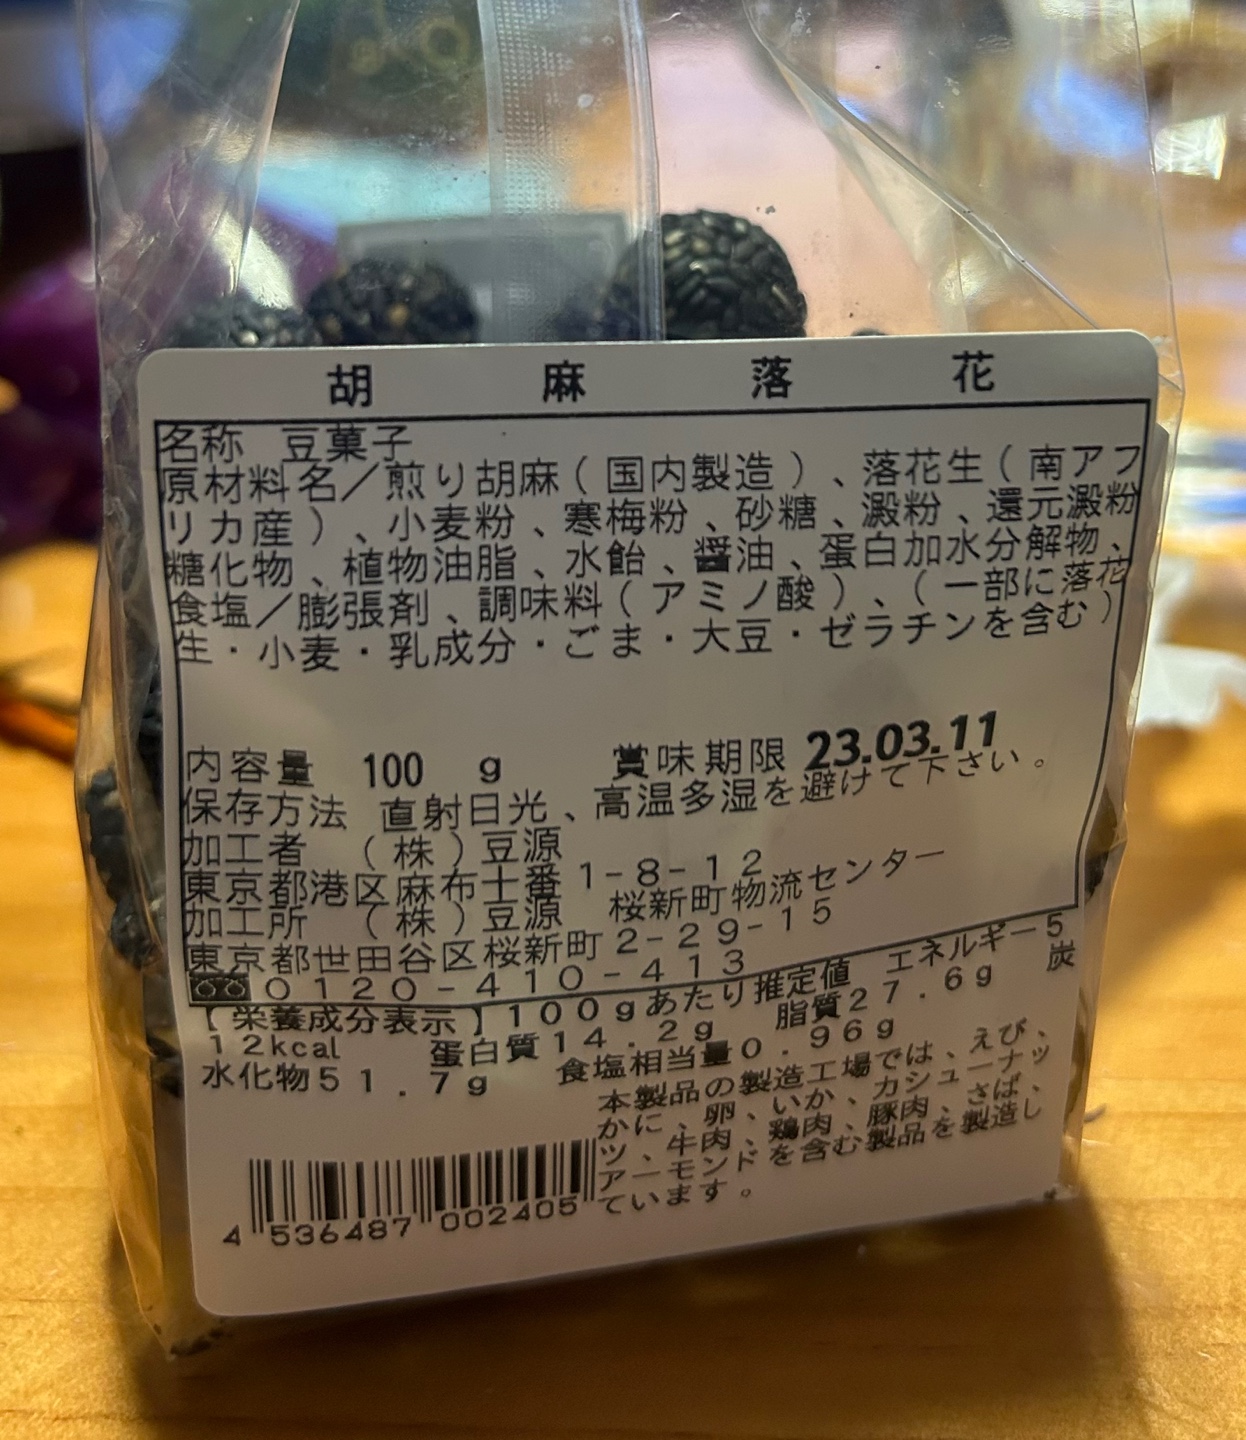 胡麻落花
名称　豆菓子
原材料名／煎り胡麻（国内製造）、落花生（南アフ
リカ産）、小麦粉、寒梅粉、砂糖、澱粉、還元澱粉
糖化物、植物油脂、水飴、醤油、蛋白加水分解物、
食塩／膨張剤、調味料（アミノ酸）、（一部に落花
生・小麦・乳成分・ごま・大豆・ゼラチンを含む）
内容量　100　g　賞味期限 23.03.11
保存方法　直射日光、高温多湿を避けて下さい。
加工者　（株）豆源
東京都港区麻布十番１−８−１２
加工所　（株）豆源　桜新町物流センター
東京都世田谷区桜新町２−２９−１５
０１２０−４１０−４１３
【栄養成分表示】１００ｇあたり推定値　エネルギー５
１２kcal　蛋白質１４．２ｇ　脂質２７．６ｇ　炭
水化物５１．７ｇ　食塩相当量０．９６ｇ
本製品の製造工場では、えび、
かに、卵、いか、カシューナッ
ツ、牛肉、鶏肉、豚肉、さば、
アーモンドを含む製品を製造し
ています。
4 536487 002405